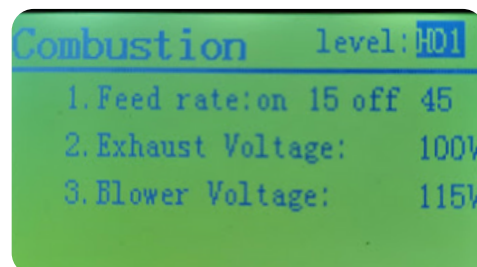 Combustion level:H01
1.Feed rate:on 15 off 45
2.Exhaust Voltage: 100V
3.Blower Voltage: 115V